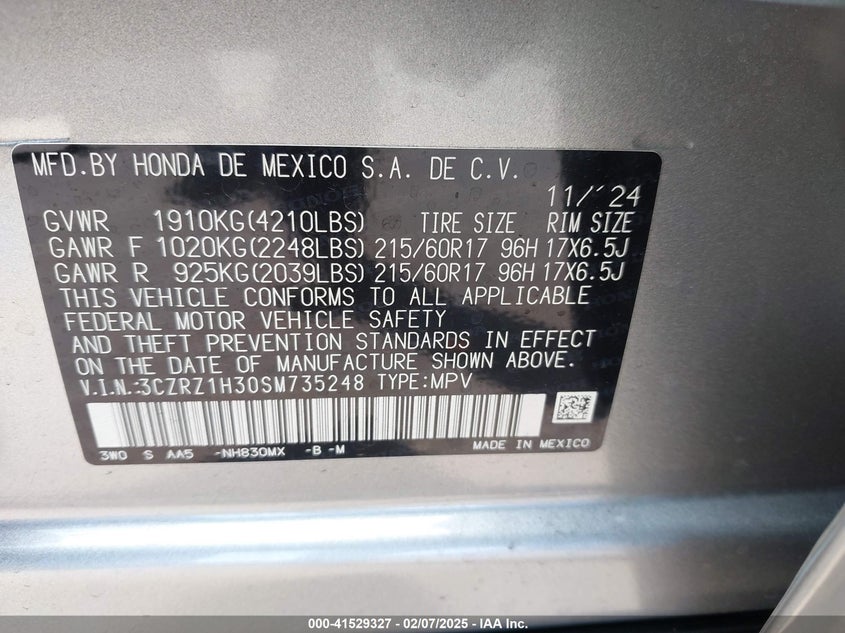 MFD.BY HONDA DE MEXICO S.A. DE C.V.
11/'24
GVWR 1910KG(4210LBS) TIRE SIZE RIM SIZE
GAWR F 1020KG(2248LBS) 215/60R17 96H 17X6.5J
GAWR R 925KG(2039LBS) 215/60R17 96H 17X6.5J
THIS VEHICLE CONFORMS TO ALL APPLICABLE
FEDERAL MOTOR VEHICLE SAFETY
AND THEFT PREVENTION STANDARDS IN EFFECT
ON THE DATE OF MANUFACTURE SHOWN ABOVE.
V.I.N.:3CZRZ1H30SM735248 TYPE:MPV
3W0 S AA5 -NH830MX -B -M MADE IN MEXICO
000-41529327 — 02/07/2025 — IAA Inc.